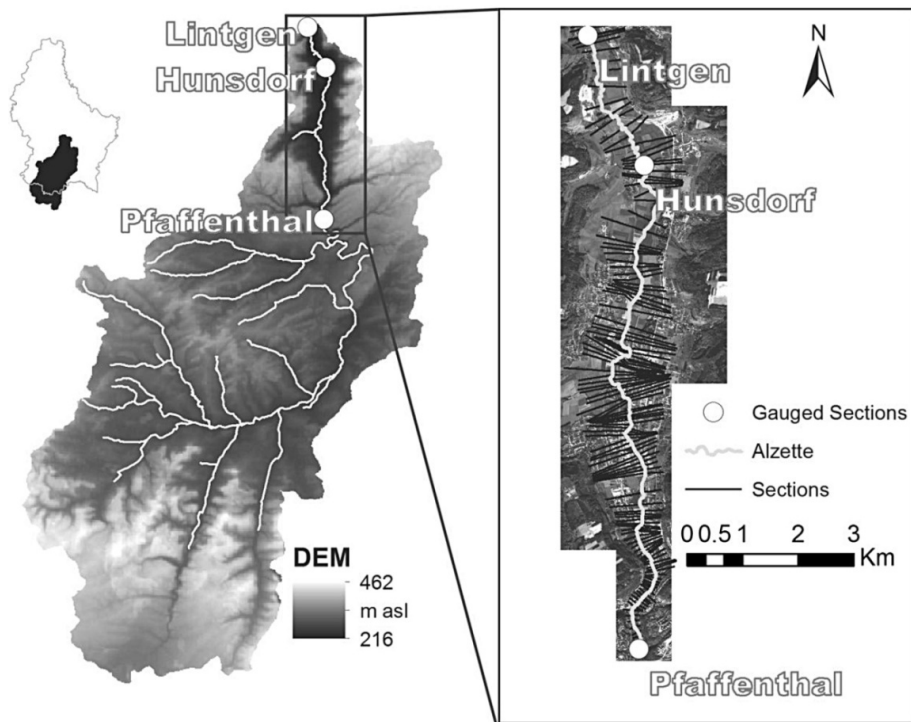 Lintgen
Hunsdorf
Pfaffenthal
DEM
462
m asl
216
N
Lintgen
Hunsdorf
Gauged Sections
Alzette
Sections
0 0.5 1 2 3
Km
Pfaffenthal